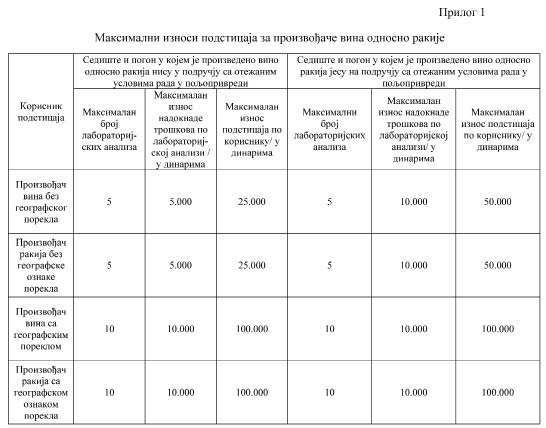 Прилог 1
Максимални износи подстицаја за произвођаче вина односно ракије
Корисник
подстицаја
Седиште и погон у којем је произведено вино
односно ракија нису у подручју са отежаним
условима рада у пољопривреди
Седиште и погон у којем је произведено вино односно
ракија јесу на подручју са отежаним условима рада у
пољопривреди
Максималан
број
лабораториј-
ских анализа
Максималан
износ
надокнаде
трошкова по
лабораториј-
ској анализи /
у динарима
Максималан
износ
подстицаја по
кориснику/ у
динарима
Максимални
број
лабораторијских
анализа
Максималан
износ надокнаде
трошкова по
лабораторијској
анализи/ у
динарима
Максималан
износ подстицаја
по кориснику/ у
динарима
Произвођач
вина без
географског
порекла
5
5.000
25.000
5
10.000
50.000
Произвођач
ракија без
географске
ознаке
порекла
5
5.000
25.000
5
10.000
50.000
Произвођач
вина са
географским
пореклом
10
10.000
100.000
10
10.000
100.000
Произвођач
ракија са
географском
ознаком
порекла
10
10.000
100.000
10
10.000
100.000